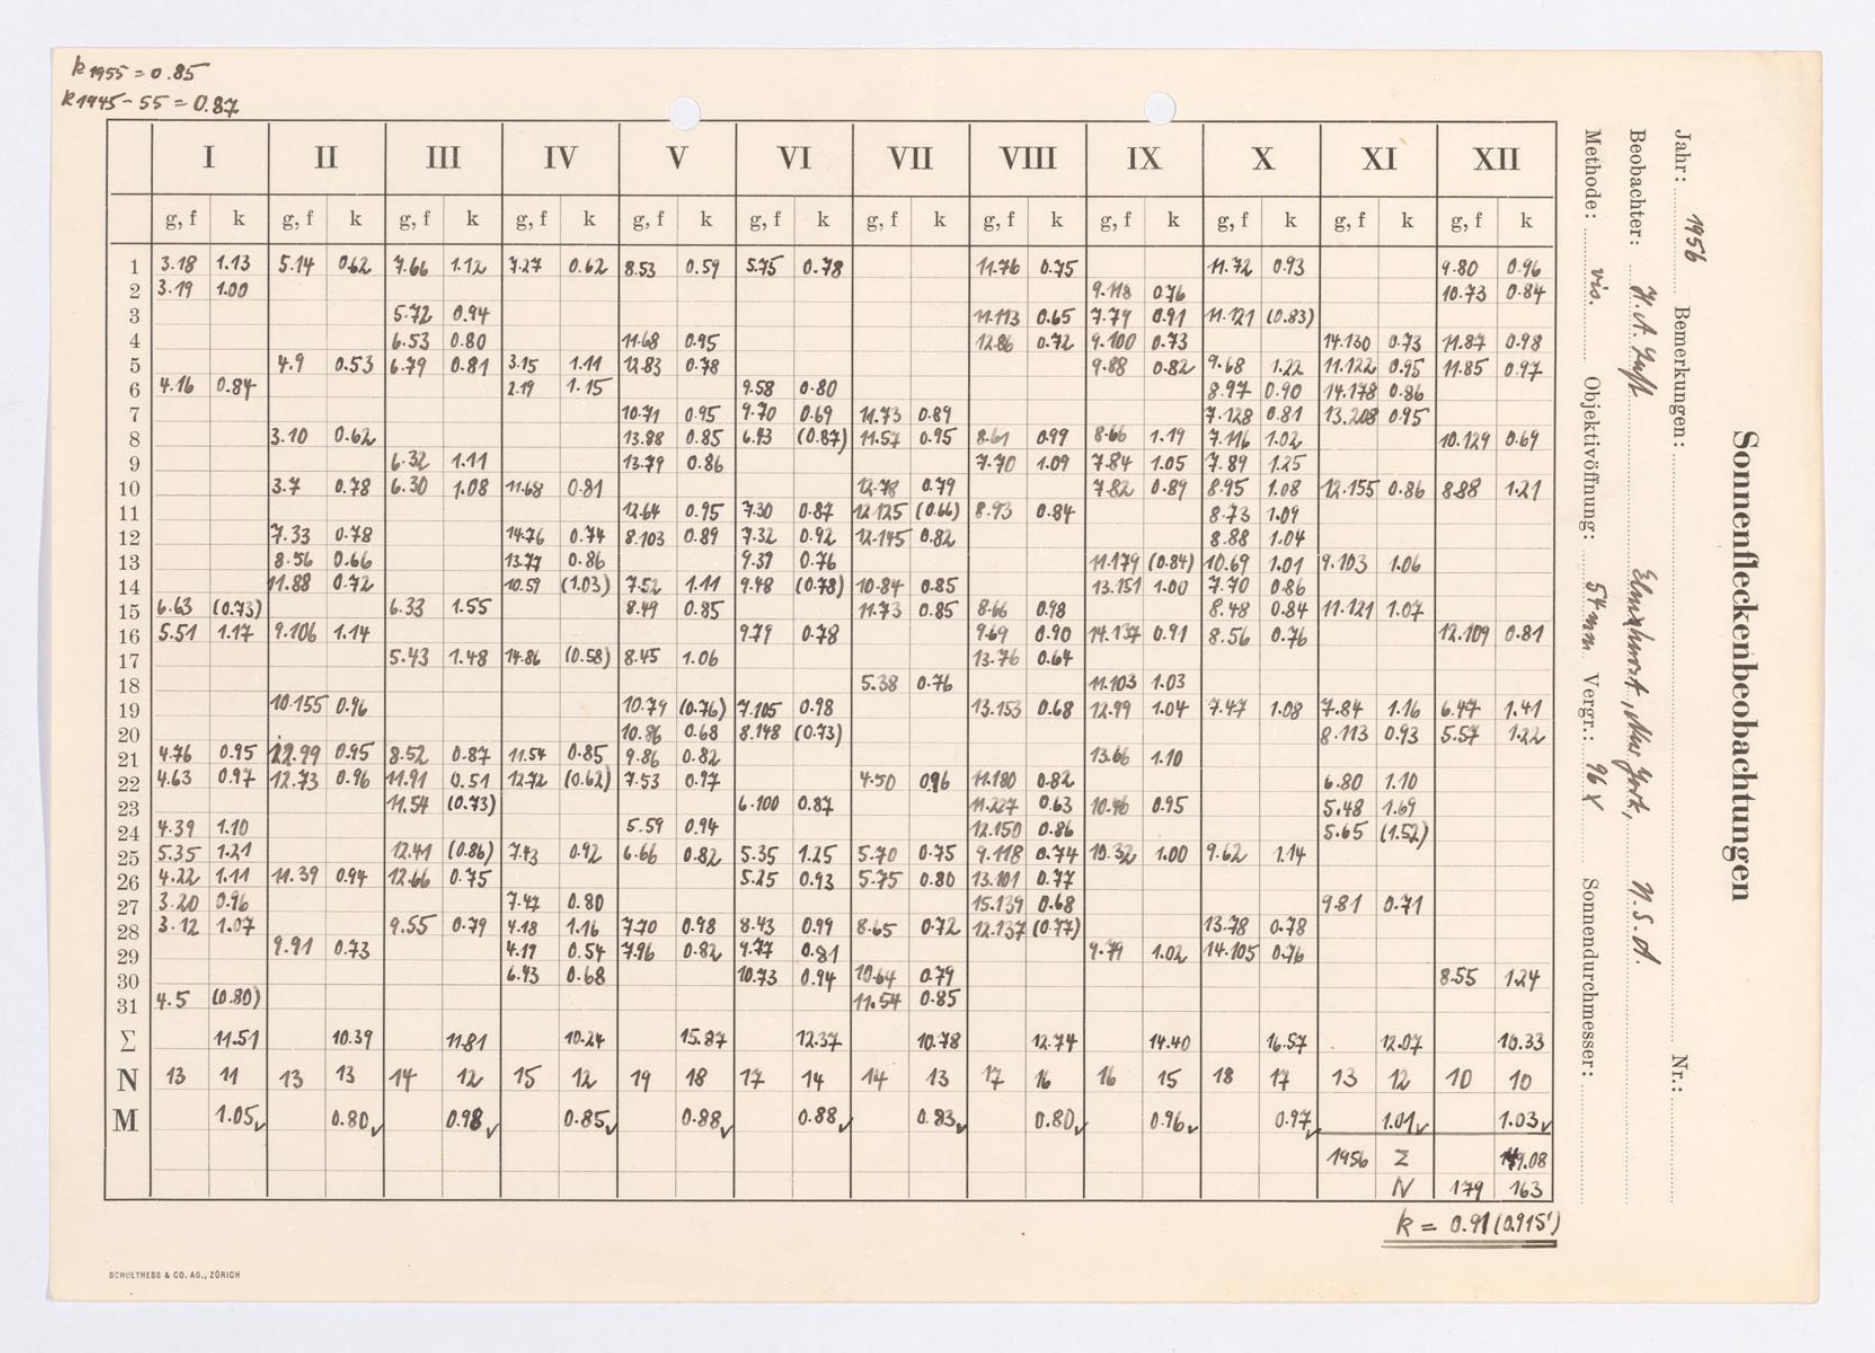 k 1955 = 0.85
k 1945 - 55 = 0.87
I II III IV V VI VII VIII IX X XI XII
g, f k g, f k g, f k g, f k g, f k g, f k g, f k g, f k g, f k g, f k g, f k g, f k
1 3.18 1.13 5.14 0.62 7.66 1.12 7.27 0.62 8.53 0.59 5.75 0.78 11.76 0.75 11.72 0.93 9.80 0.96
2 3.19 1.00 9.118 0.76 10.73 0.84
3 5.72 0.94 11.113 0.65 7.79 0.91 11.121 (0.83)
4 6.53 0.80 11.68 0.95 12.86 0.72 9.100 0.73 14.130 0.73 11.87 0.98
5 4.9 0.53 6.79 0.81 3.15 1.11 12.83 0.78 9.88 0.82 9.68 1.22 11.122 0.95 11.85 0.97
6 4.16 0.84 2.19 1.15 9.58 0.80 8.97 0.90 14.178 0.86
7 10.71 0.95 9.70 0.69 11.73 0.89 7.128 0.81 13.208 0.95
8 3.10 0.62 13.88 0.85 6.43 (0.87) 11.57 0.95 8.61 0.99 8.66 1.19 7.116 1.02 10.129 0.69
9 6.32 1.11 13.79 0.86 7.70 1.09 7.84 1.05 7.89 1.25
10 3.7 0.78 6.30 1.08 11.68 0.81 12.78 0.79 7.82 0.89 8.95 1.08 12.155 0.86 8.88 1.21
11 12.64 0.95 7.30 0.87 12.125 (0.66) 8.93 0.84 8.73 1.09
12 7.33 0.78 14.76 0.74 8.103 0.89 7.32 0.92 12.145 0.82 8.88 1.04
13 8.56 0.66 13.77 0.86 9.37 0.76 11.179 (0.84) 10.69 1.01 9.103 1.06
14 11.88 0.72 10.59 (1.03) 7.52 1.11 9.48 (0.78) 10.84 0.85 13.151 1.00 7.70 0.86
15 6.63 (0.73) 6.33 1.55 8.49 0.85 11.73 0.85 8.66 0.98 8.48 0.84 11.121 1.07
16 5.51 1.17 9.106 1.14 9.79 0.78 9.69 0.90 14.137 0.91 8.56 0.76 12.109 0.81
17 5.43 1.48 14.86 (0.58) 8.45 1.06 13.76 0.64
18 5.38 0.76 11.103 1.03
19 10.155 0.96 10.79 (0.76) 7.105 0.98 13.153 0.68 12.99 1.04 7.47 1.08 7.84 1.16 6.47 1.41
20 10.86 0.68 8.148 (0.73) 8.113 0.93 5.57 1.22
21 4.76 0.95 12.99 0.95 8.52 0.87 11.54 0.85 9.86 0.82 13.66 1.10
22 4.63 0.97 12.73 0.96 11.91 0.51 12.72 (0.62) 7.53 0.97 4.50 0.96 11.180 0.82 6.80 1.10
23 11.54 (0.73) 6.100 0.87 11.227 0.63 10.46 0.95 5.48 1.69
24 4.39 1.10 5.59 0.94 12.150 0.86 5.65 (1.52)
25 5.35 1.21 12.41 (0.86) 7.43 0.92 6.66 0.82 5.35 1.25 5.70 0.75 9.118 0.74 10.32 1.00 9.62 1.14
26 4.22 1.11 11.39 0.94 12.66 0.75 5.25 0.93 5.75 0.80 13.101 0.77
27 3.20 0.96 7.47 0.80 15.139 0.68 9.81 0.71
28 3.12 1.07 9.55 0.79 4.18 1.16 7.70 0.98 8.43 0.99 8.65 0.72 12.137 (0.77) 13.78 0.78
29 9.91 0.73 4.19 0.54 7.96 0.82 9.77 0.81 9.79 1.02 14.105 0.76
30 6.43 0.68 10.73 0.94 10.64 0.79 8.55 1.24
31 4.5 (0.80) 11.54 0.85
Σ 11.51 10.39 11.81 10.24 15.87 12.37 10.78 12.74 14.40 16.57 12.07 10.33
N 13 11 13 13 14 12 15 12 19 18 17 14 14 13 17 16 16 15 18 17 13 12 10 10
M 1.05 ✓ 0.80 ✓ 0.98 ✓ 0.85 ✓ 0.88 ✓ 0.88 ✓ 0.83 ✓ 0.80 ✓ 0.96 ✓ 0.97 ✓ 1.01 ✓ 1.03 ✓
1956 Σ 149.08
N 179 163
k = 0.91 (0.915')
SCHULTHESS & CO. AG., ZÜRICH
Sonnenfleckenbeobachtungen
Jahr: 1956 Bemerkungen: Nr.:
Beobachter: H. A. Luft Elmhurst, New York, U. S. A.
Methode: vis. Objektivöffnung: 54 mm Vergr.: 96 X Sonnendurchmesser: